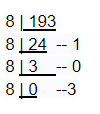 8 | 193
8 | 24 -- 1
8 | 3 -- 0
8 | 0 --3